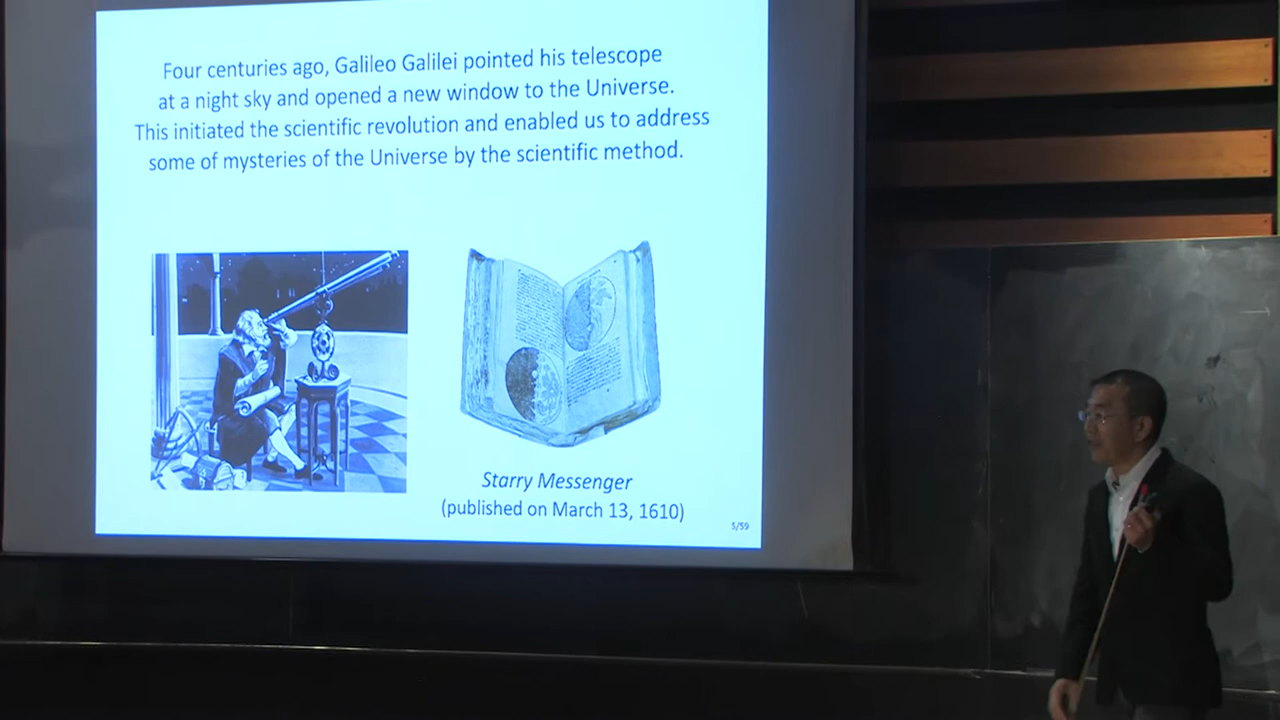 Four centuries ago, Galileo Galilei pointed his telescope
at a night sky and opened a new window to the Universe.
This initiated the scientific revolution and enabled us to address
some of mysteries of the Universe by the scientific method.
Starry Messenger
(published on March 13, 1610)
5/59